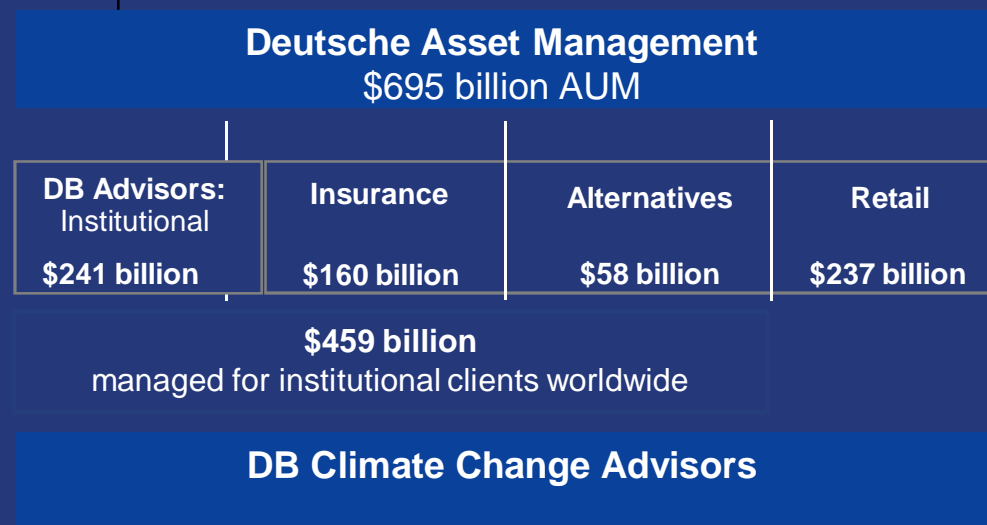 Deutsche Asset Management
$695 billion AUM
DB Advisors:
Institutional
$241 billion
Insurance
$160 billion
Alternatives
$58 billion
Retail
$237 billion
$459 billion
managed for institutional clients worldwide
DB Climate Change Advisors